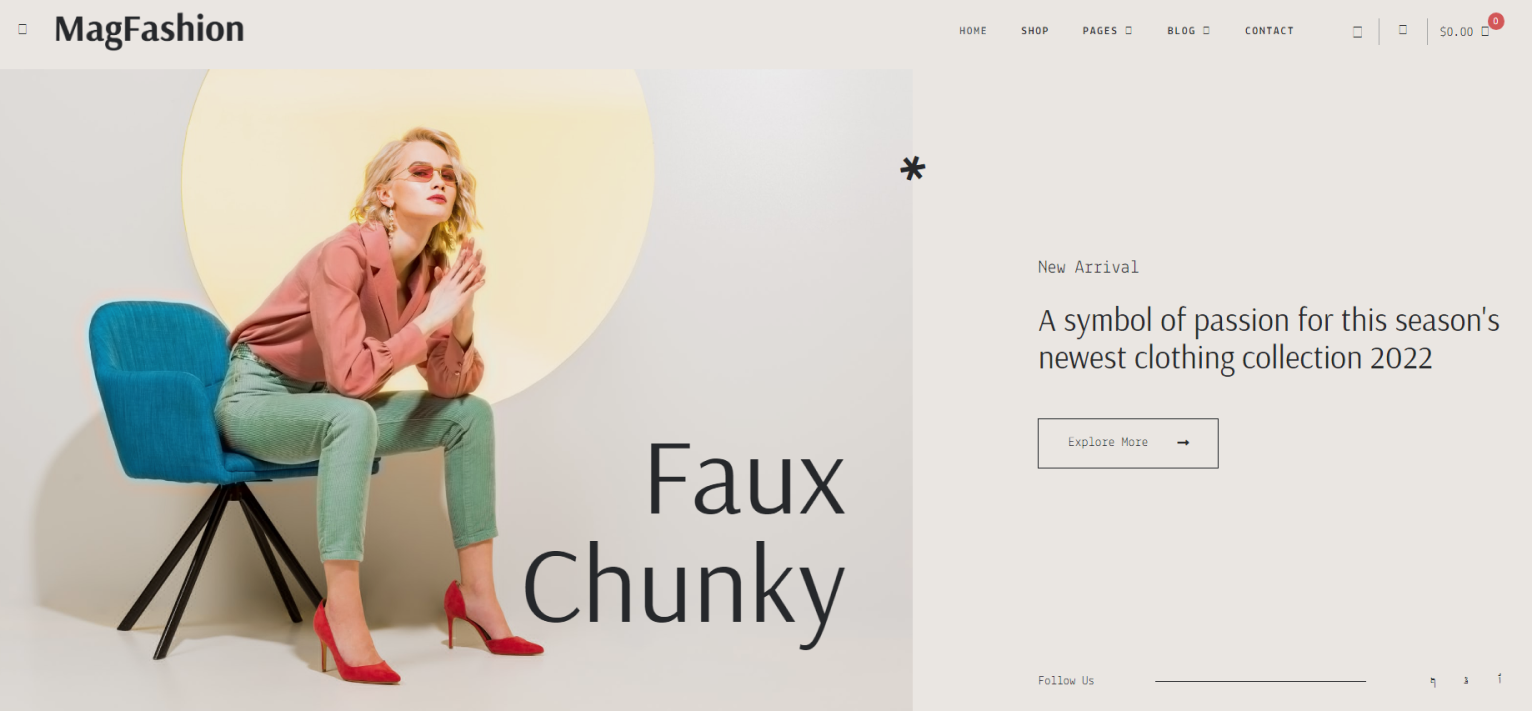 MagFashion
HOME SHOP PAGES BLOG CONTACT $0.00 0
New Arrival
A symbol of passion for this season's
newest clothing collection 2022
Explore More
Faux
Chunky
Follow Us